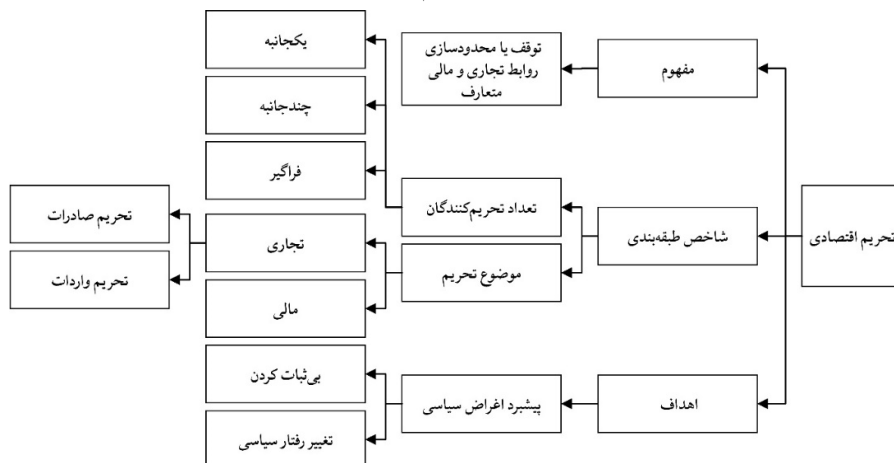 تحریم اقتصادی
مفهوم
توقف یا محدودسازی
روابط تجاری و مالی
متعارف
شاخص طبقه‌بندی
تعداد تحریم‌کنندگان
یکجانبه
چندجانبه
فراگیر
موضوع تحریم
تجاری
تحریم صادرات
تحریم واردات
مالی
اهداف
پیشبرد اغراض سیاسی
بی‌ثبات کردن
تغییر رفتار سیاسی